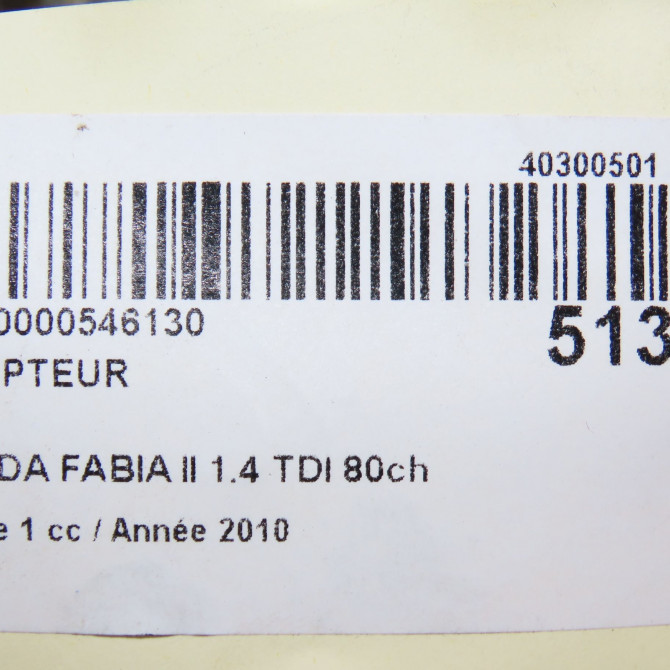 40300501
0000546130
513
PTEUR
DA FABIA II 1.4 TDI 80ch
e 1 cc / Année 2010